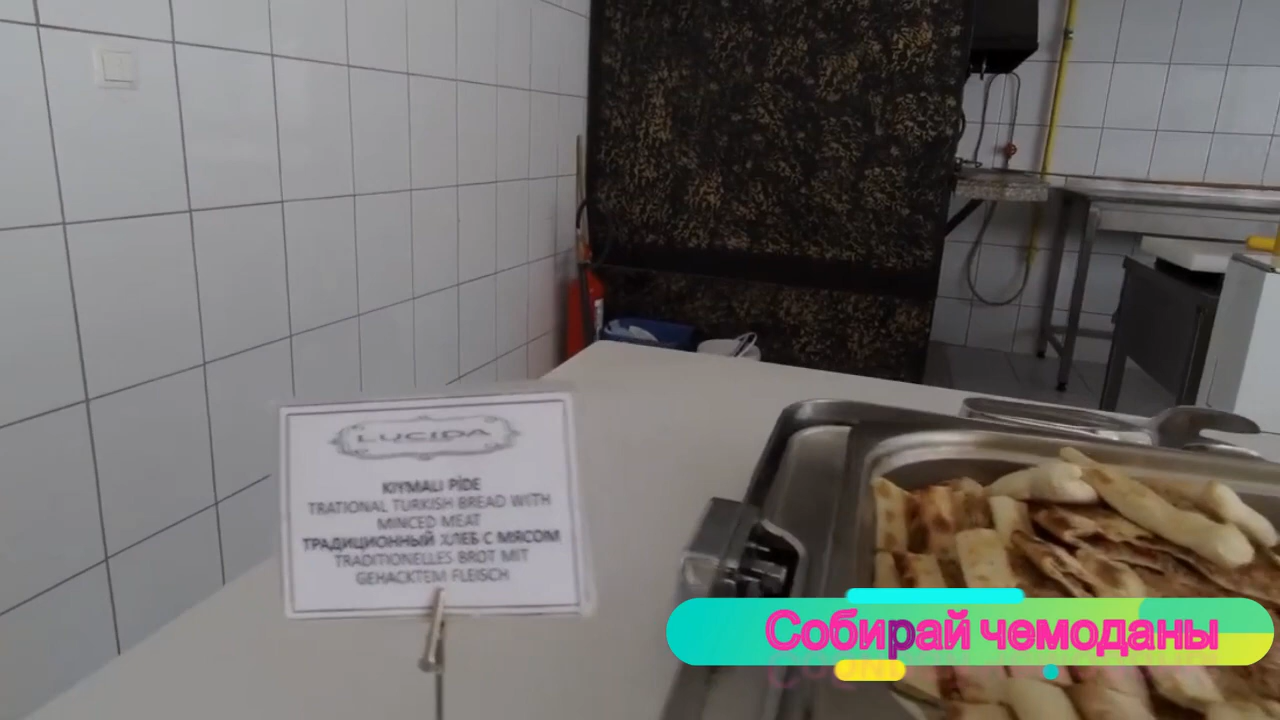 LUCIDA
KIYMALI PİDE
TRATIONAL TURKISH BREAD WITH
MINCED MEAT
ТРАДИЦИОННЫЙ ХЛЕБ С МЯСОМ
TRADITIONELLES BROT MIT
GEHACKTEM FLEISCH
Собирай чемоданы